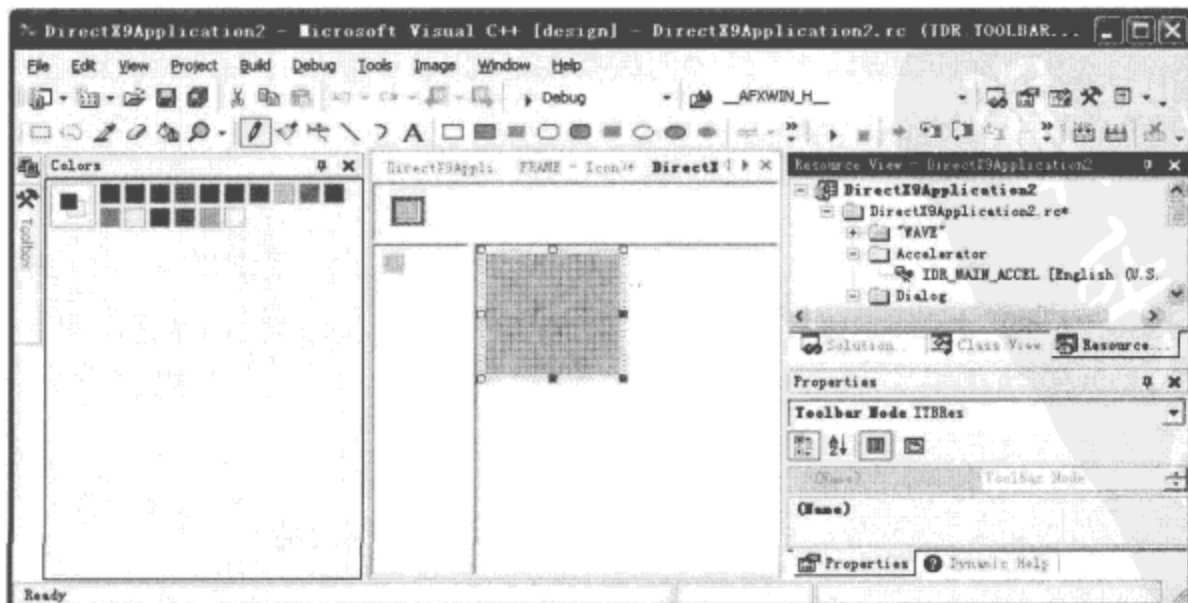 DirectX9Application2 - Microsoft Visual C++ [design] - DirectX9Application2.rc (IDR_TOOLBAR...
File Edit View Project Build Debug Tools Image Window Help
Debug __AFXWIN_H__
A
Colors
DirectX9Appli.. FRAME - Icon]* DirectX
Resource View - DirectX9Application2
Toolbox
DirectX9Application2
DirectX9Application2.rc*
"WAVE"
Accelerator
IDR_MAIN_ACCEL [English (U.S.
Dialog
Solution.. Class View Resource...
Properties
Toolbar Node ITBRes
(Name) Toolbar Node
(Name)
Properties Dynamic Help
Ready